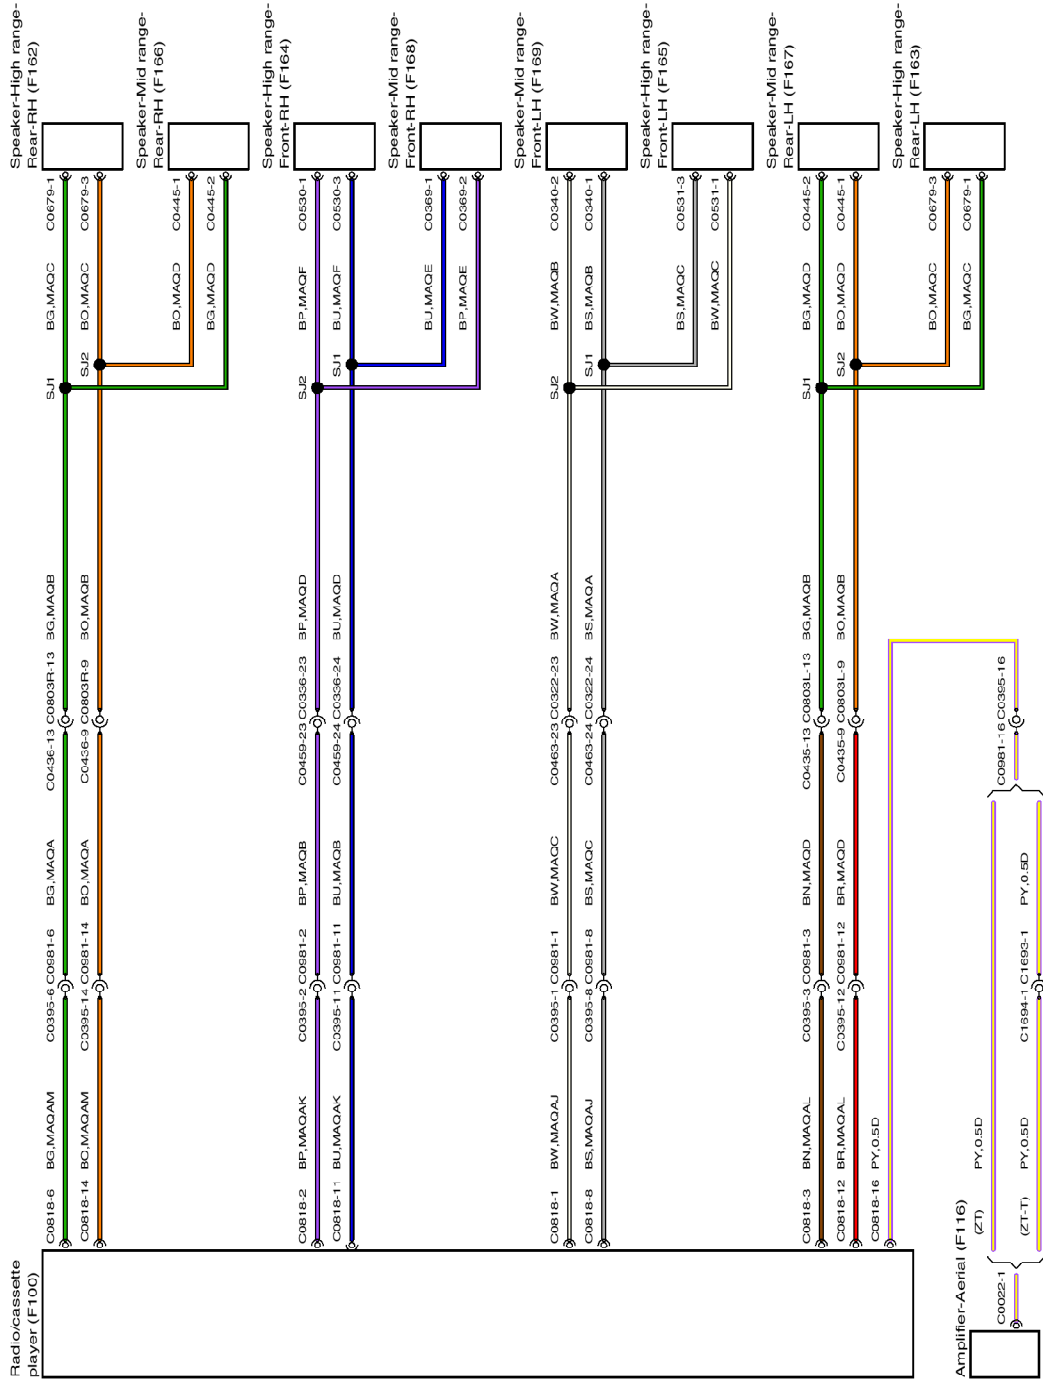 Speaker-High range-
Rear-RH (F162)
Speaker-Mid range-
Rear-RH (F166)
Speaker-High range-
Front-RH (F164)
Speaker-Mid range-
Front-RH (F168)
Speaker-Mid range-
Front-LH (F169)
Speaker-High range-
Front-LH (F165)
Speaker-Mid range-
Rear-LH (F167)
Speaker-High range-
Rear-LH (F163)
C0679-1
C0679-3
C0445-1
C0445-2
C0530-1
C0530-3
C0369-1
C0369-2
C0340-2
C0340-1
C0531-3
C0531-1
C0445-2
C0445-1
C0679-3
C0679-1
BG,MAQC
BO,MAQC
BO,MAQD
BG,MAQD
BP,MAQF
BU,MAQF
BU,MAQE
BP,MAQE
BW,MAQB
BS,MAQB
BS,MAQC
BW,MAQC
BG,MAQD
BO,MAQD
BO,MAQC
BG,MAQC
SJ1
SJ2
SJ2
SJ1
SJ2
SJ1
SJ1
SJ2
BG,MAQB
BO,MAQB
BP,MAQD
BU,MAQD
BW,MAQA
BS,MAQA
BG,MAQB
BO,MAQB
C0436-13 C0803R-13
C0436-9 C0803R-9
C0459-23 C0336-23
C0459-24 C0336-24
C0463-23 C0322-23
C0463-24 C0322-24
C0435-13 C0803L-13
C0435-9 C0803L-9
C0981-16 C0395-16
BG,MAQA
BO,MAQA
BP,MAQB
BU,MAQB
BW,MAQC
BS,MAQC
BN,MAQD
BR,MAQD
PY,0.5D
C0395-6 C0981-6
C0395-14 C0981-14
C0395-2 C0981-2
C0395-11 C0981-11
C0395-1 C0981-1
C0395-8 C0981-8
C0395-3 C0981-3
C0395-12 C0981-12
C1694-1 C1693-1
BG,MAQAM
BO,MAQAM
BP,MAQAK
BU,MAQAK
BW,MAQAJ
BS,MAQAJ
BN,MAQAL
BR,MAQAL
PY,0.5D
PY,0.5D
PY,0.5D
C0818-6
C0818-14
C0818-2
C0818-11
C0818-1
C0818-8
C0818-3
C0818-12
C0818-16
(ZT)
(ZT-T)
C0022-1
Radio/cassette
player (F100)
Amplifier-Aerial (F116)